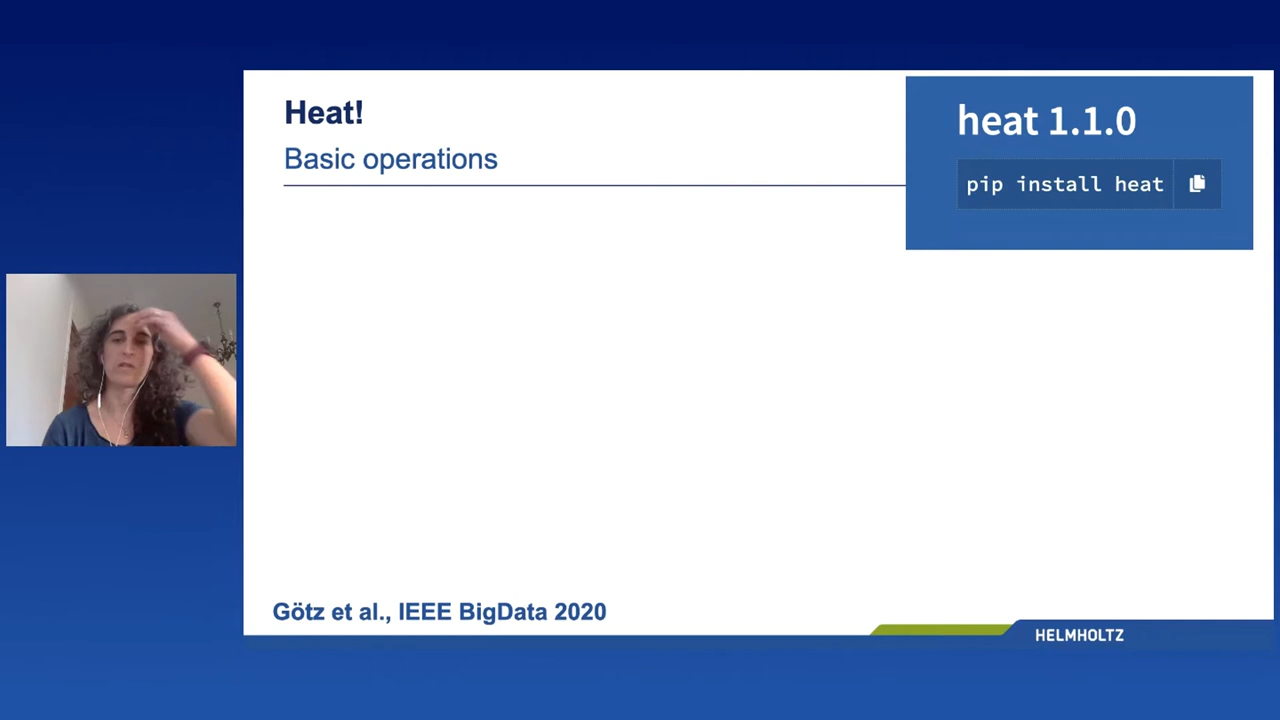 Heat!
Basic operations
heat 1.1.0
pip install heat
Götz et al., IEEE BigData 2020
HELMHOLTZ